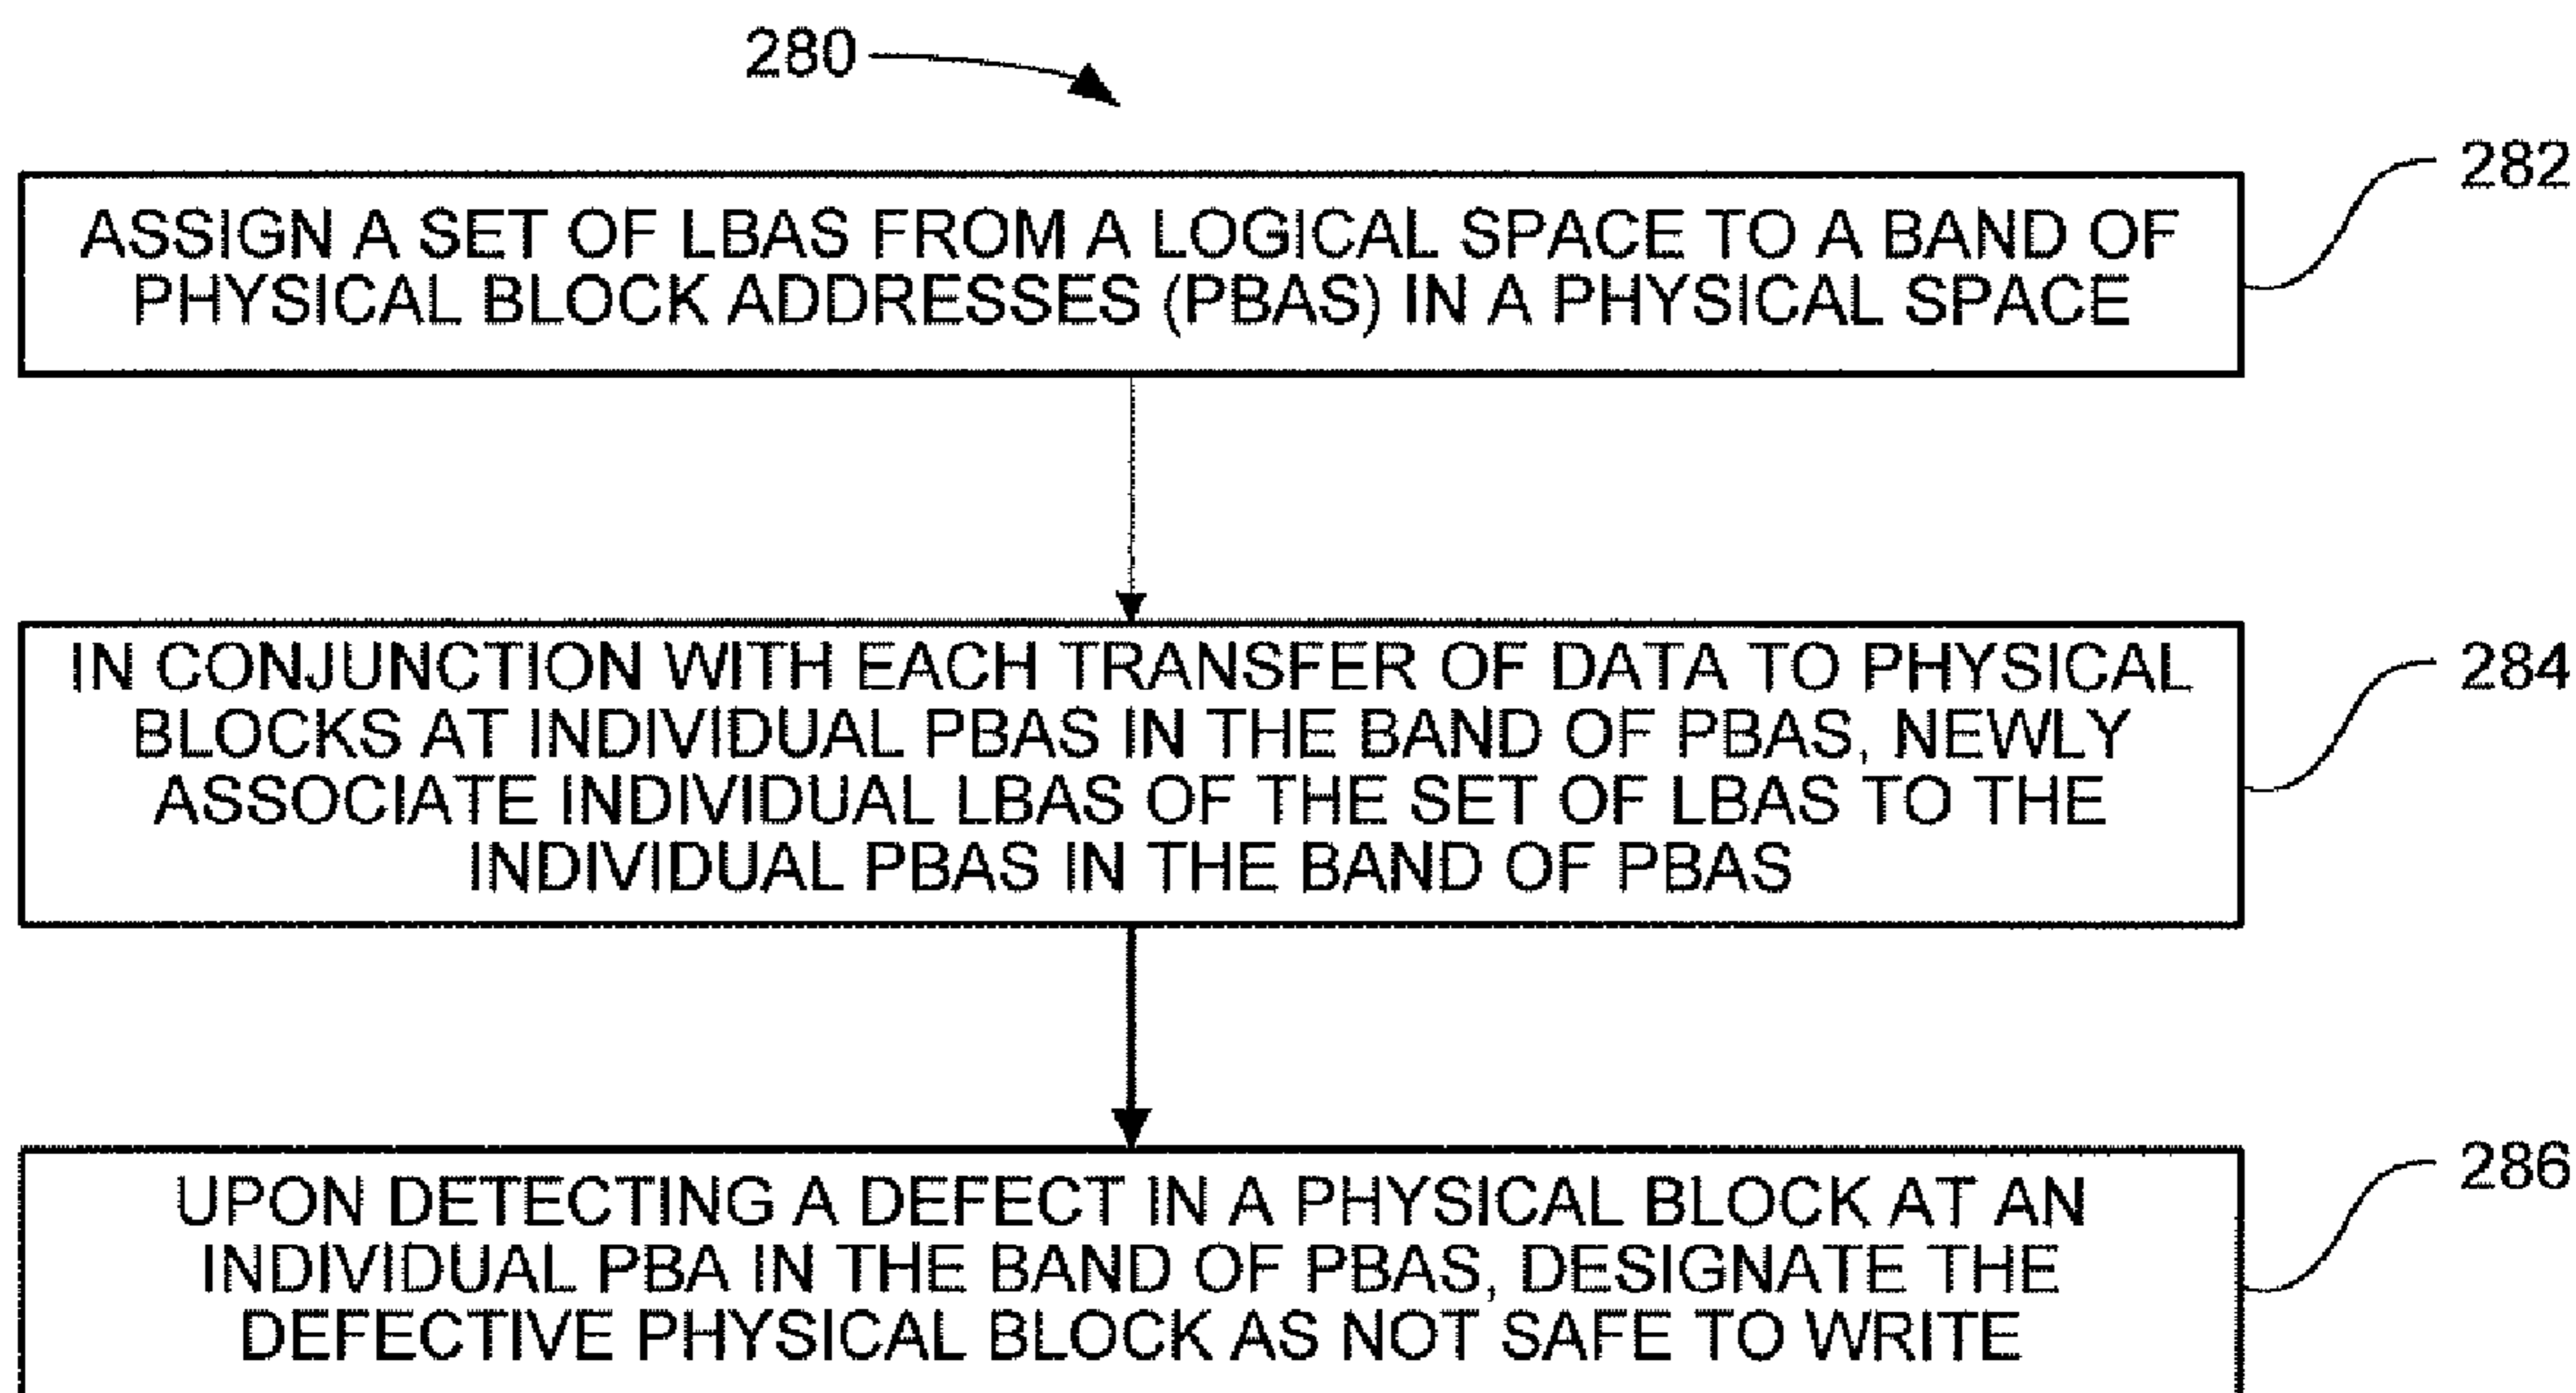 280
282
ASSIGN A SET OF LBAS FROM A LOGICAL SPACE TO A BAND OF
PHYSICAL BLOCK ADDRESSES (PBAS) IN A PHYSICAL SPACE
284
IN CONJUNCTION WITH EACH TRANSFER OF DATA TO PHYSICAL
BLOCKS AT INDIVIDUAL PBAS IN THE BAND OF PBAS, NEWLY
ASSOCIATE INDIVIDUAL LBAS OF THE SET OF LBAS TO THE
INDIVIDUAL PBAS IN THE BAND OF PBAS
286
UPON DETECTING A DEFECT IN A PHYSICAL BLOCK AT AN
INDIVIDUAL PBA IN THE BAND OF PBAS, DESIGNATE THE
DEFECTIVE PHYSICAL BLOCK AS NOT SAFE TO WRITE